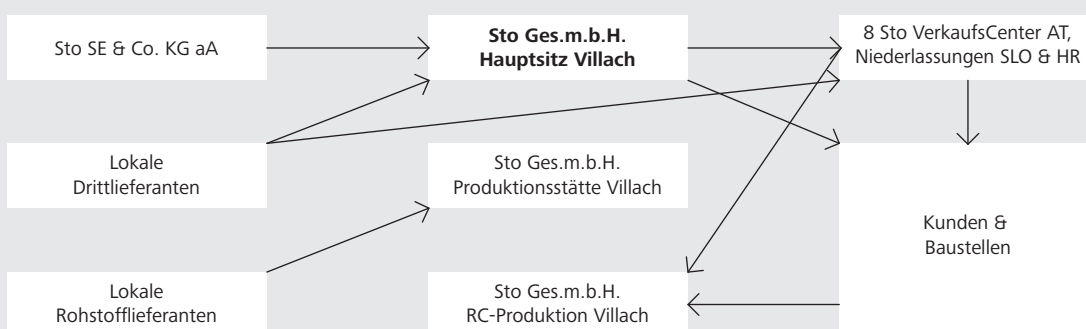 Sto SE & Co. KG aA
Sto Ges.m.b.H.
Hauptsitz Villach
8 Sto VerkaufsCenter AT,
Niederlassungen SLO & HR
Lokale
Drittlieferanten
Sto Ges.m.b.H.
Produktionsstätte Villach
Kunden &
Baustellen
Lokale
Rohstofflieferanten
Sto Ges.m.b.H.
RC-Produktion Villach